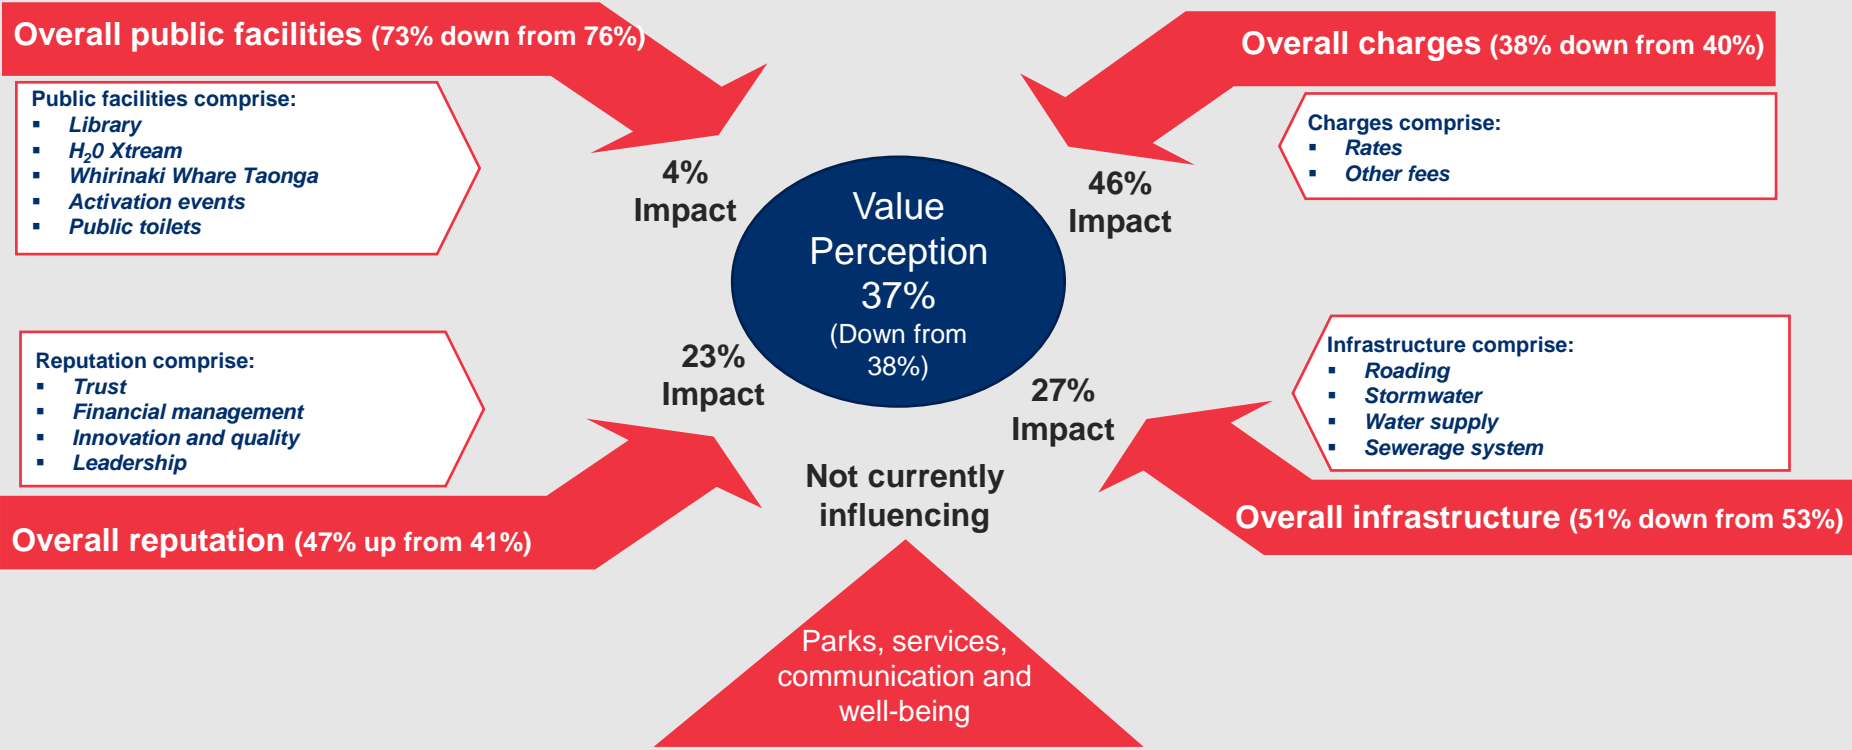 Overall public facilities (73% down from 76%)
Public facilities comprise:
▪ Library
▪ H₂0 Xtream
▪ Whirinaki Whare Taonga
▪ Activation events
▪ Public toilets
4%
Impact
Overall charges (38% down from 40%)
Charges comprise:
▪ Rates
▪ Other fees
46%
Impact
Value
Perception
37%
(Down from
38%)
Reputation comprise:
▪ Trust
▪ Financial management
▪ Innovation and quality
▪ Leadership
23%
Impact
Overall reputation (47% up from 41%)
Infrastructure comprise:
▪ Roading
▪ Stormwater
▪ Water supply
▪ Sewerage system
27%
Impact
Overall infrastructure (51% down from 53%)
Not currently
influencing
Parks, services,
communication and
well-being